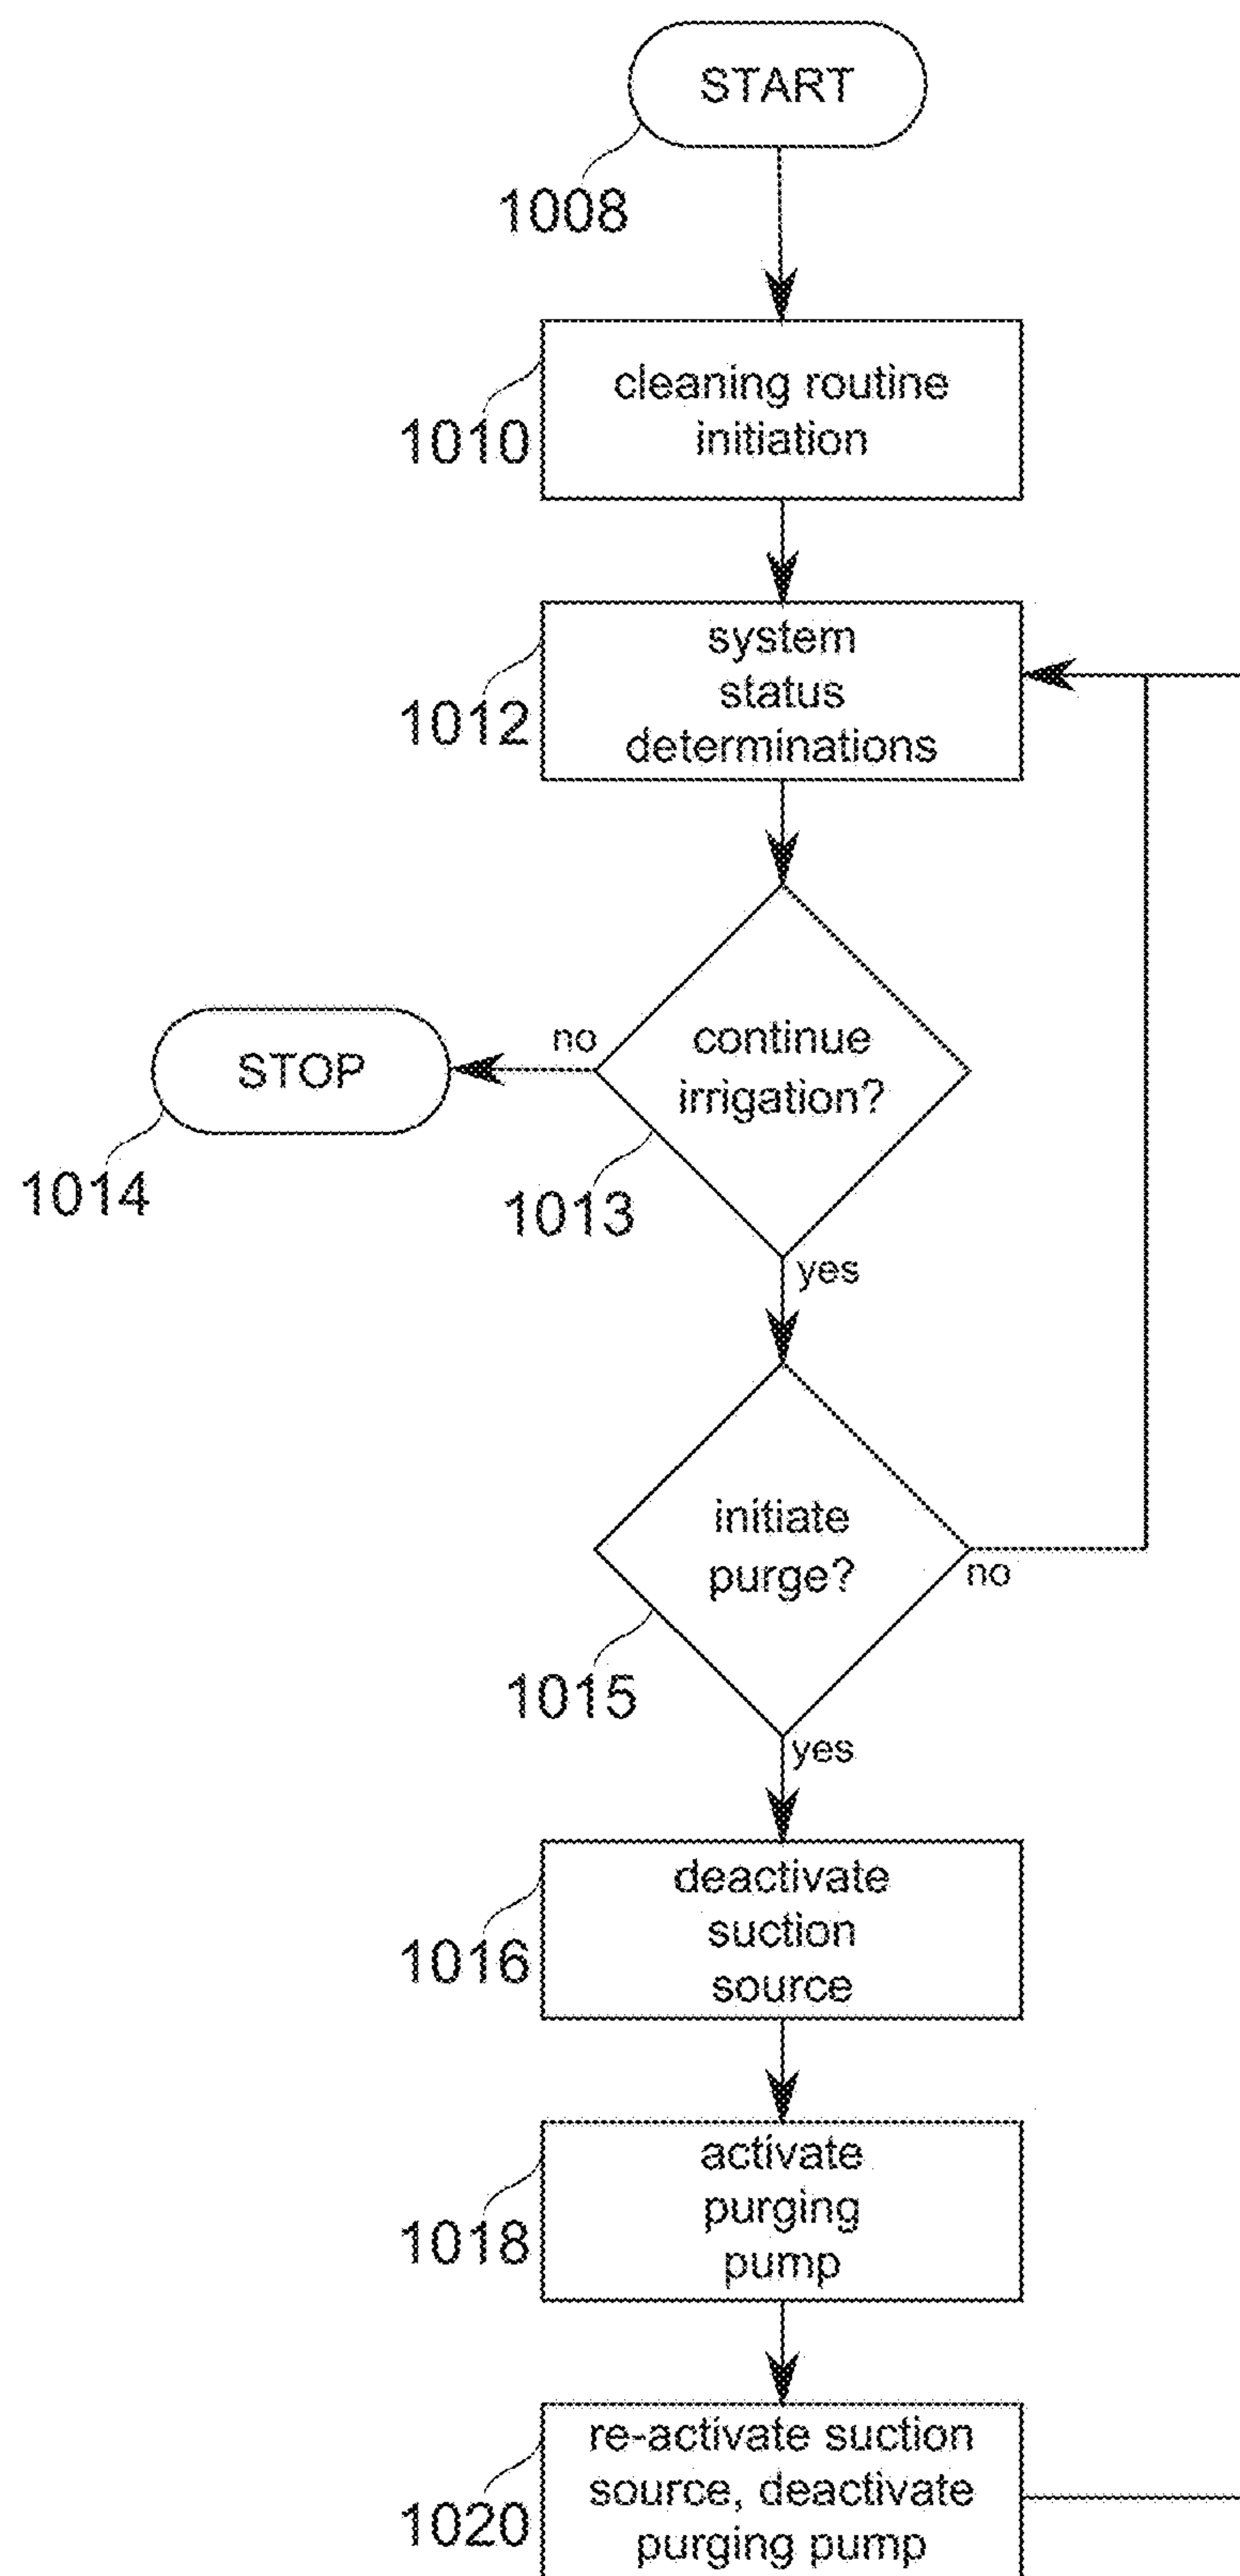 START
1008
cleaning routine
initiation
1010
system
status
determinations
1012
continue
irrigation?
no
STOP
1014
1013
yes
initiate
purge?
no
1015
yes
deactivate
suction
source
1016
activate
purging
pump
1018
re-activate suction
source, deactivate
purging pump
1020